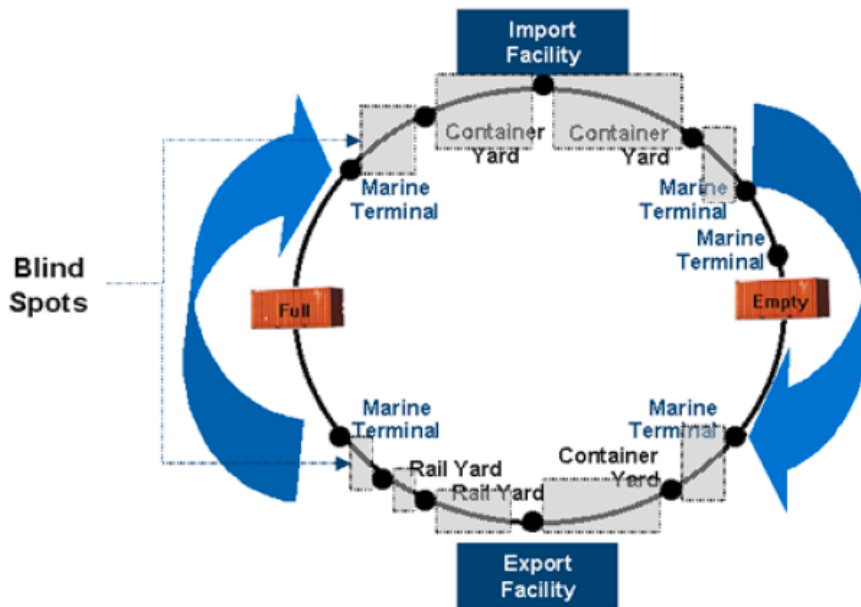 Import
Facility
Container
Yard
Container
Yard
Marine
Terminal
Marine
Terminal
Marine
Terminal
Blind
Spots
Full
Empty
Marine
Terminal
Marine
Terminal
Rail Yard
Rail Yard
Container
Yard
Export
Facility